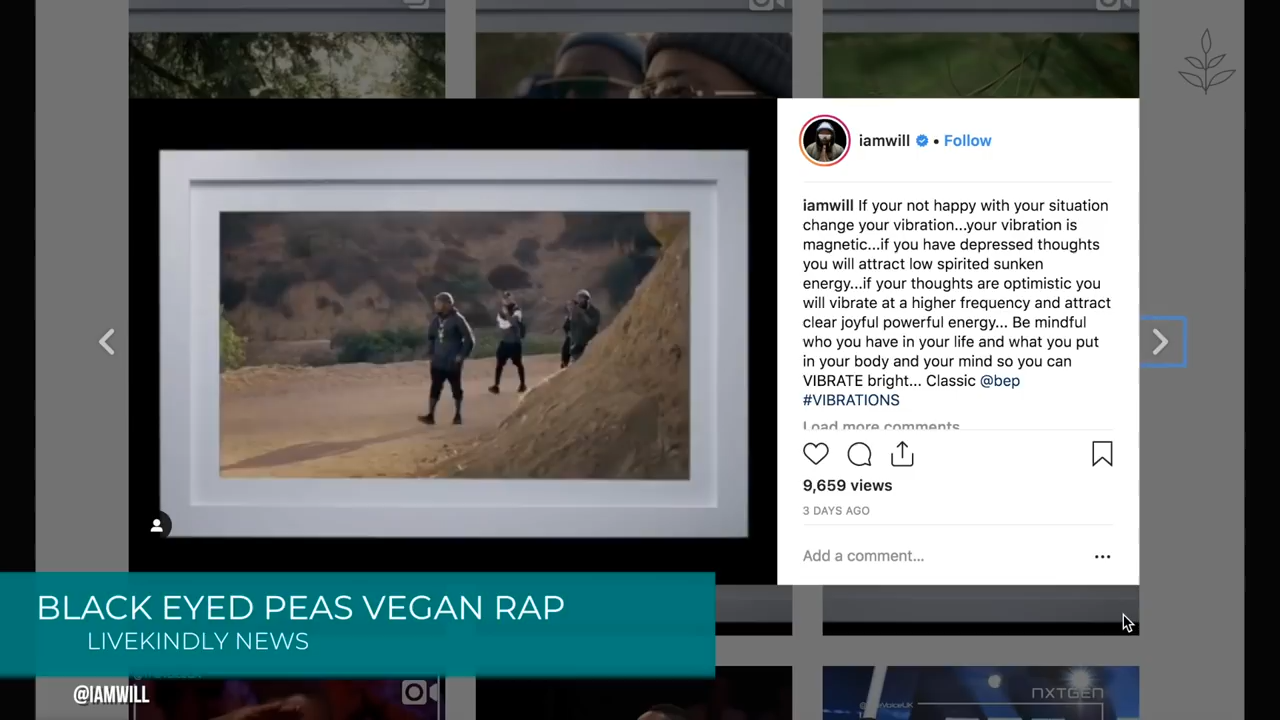 iamwill • Follow
iamwill If your not happy with your situation
change your vibration...your vibration is
magnetic...if you have depressed thoughts
you will attract low spirited sunken
energy...if your thoughts are optimistic you
will vibrate at a higher frequency and attract
clear joyful powerful energy... Be mindful
who you have in your life and what you put
in your body and your mind so you can
VIBRATE bright... Classic @bep
#VIBRATIONS
Load more comments
9,659 views
3 DAYS AGO
Add a comment...
BLACK EYED PEAS VEGAN RAP
LIVEKINDLY NEWS
@IAMWILL
NXTGEN